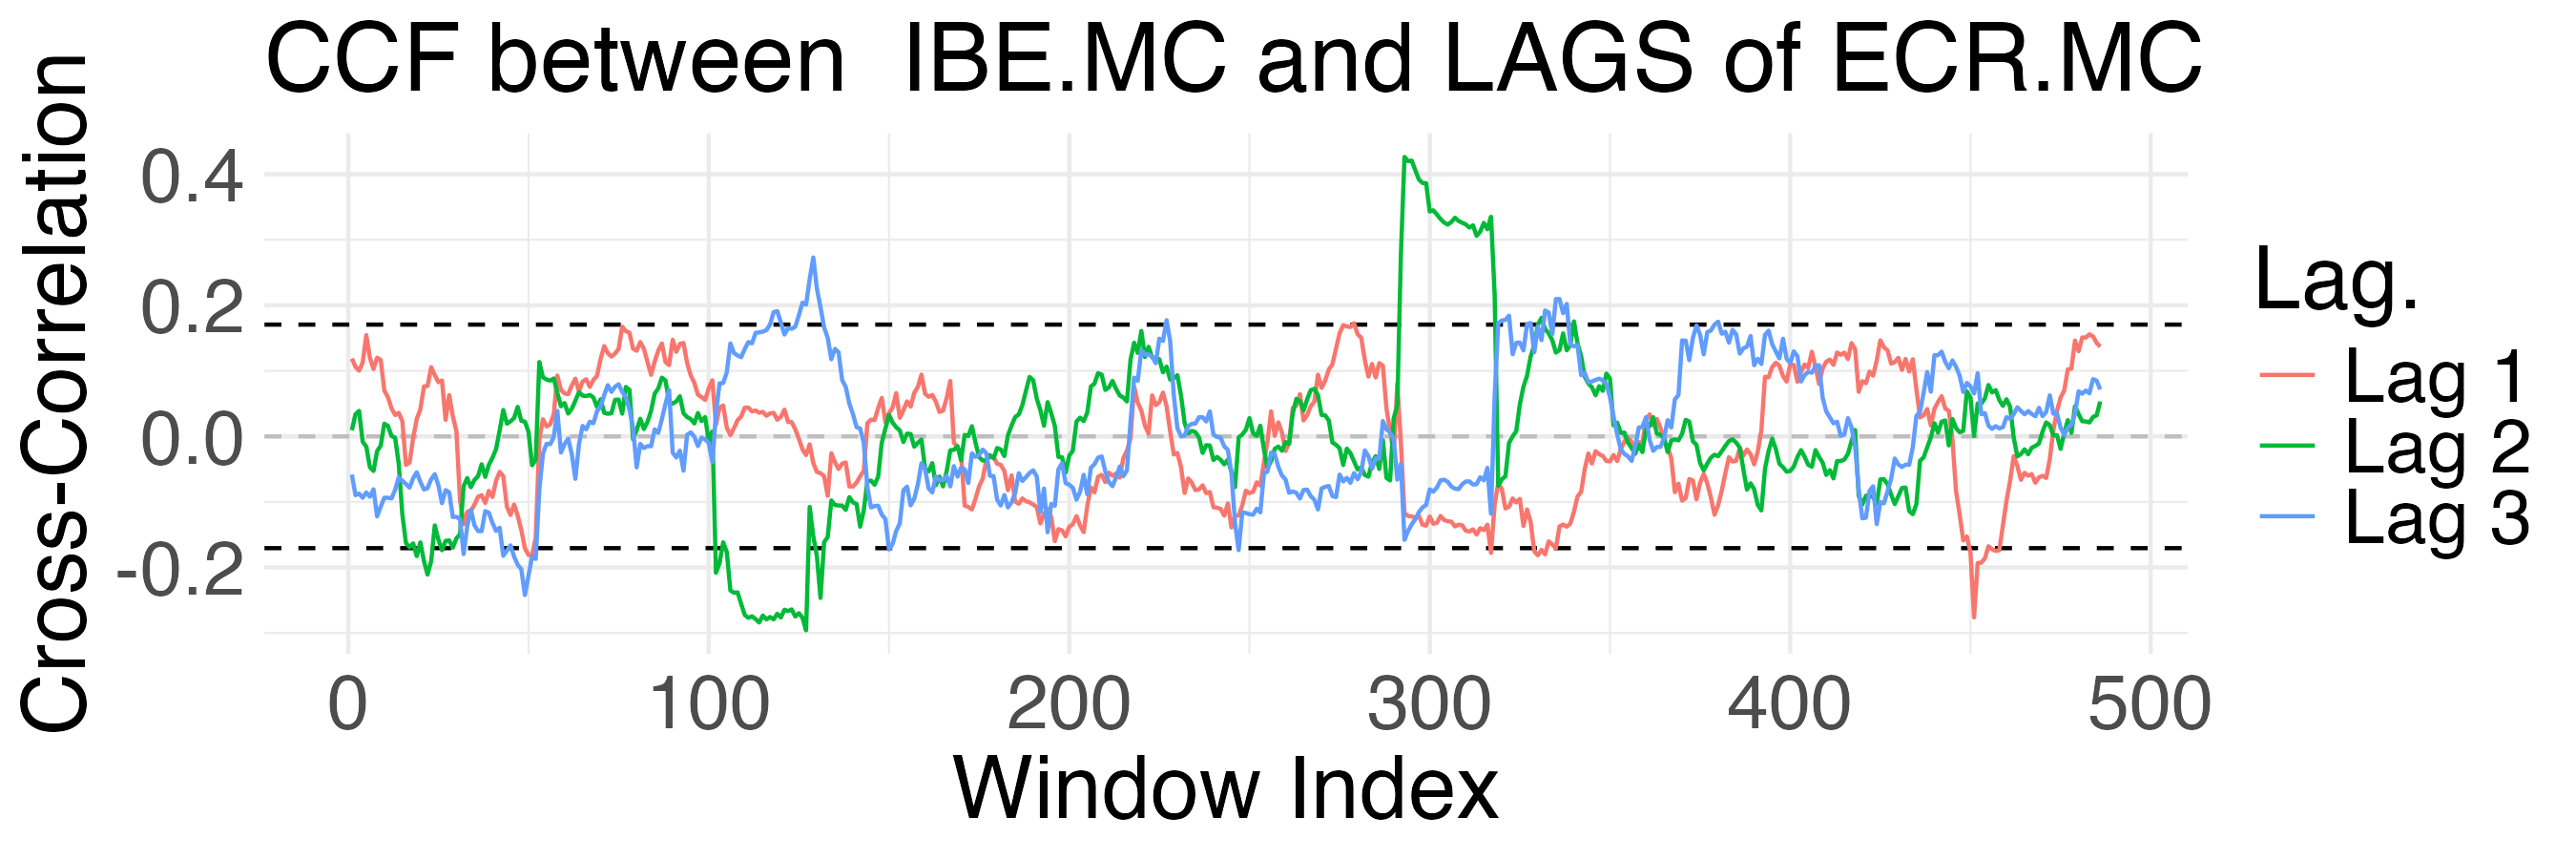 CCF between  IBE.MC and LAGS of ECR.MC
Cross-Correlation
0.4
0.2
0.0
-0.2
0 100 200 300 400 500
Window Index
Lag.
Lag 1
Lag 2
Lag 3